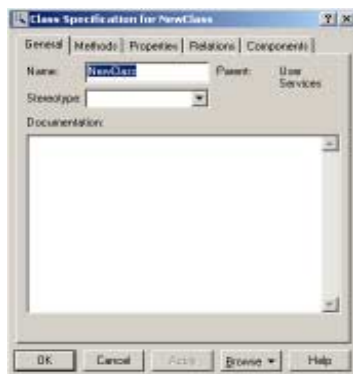 Class Specification for NewClass
General Methods Properties Relations Components
Name: NewClass Parent: User Services
Stereotype:
Documentation:
OK Cancel Apply Browse Help